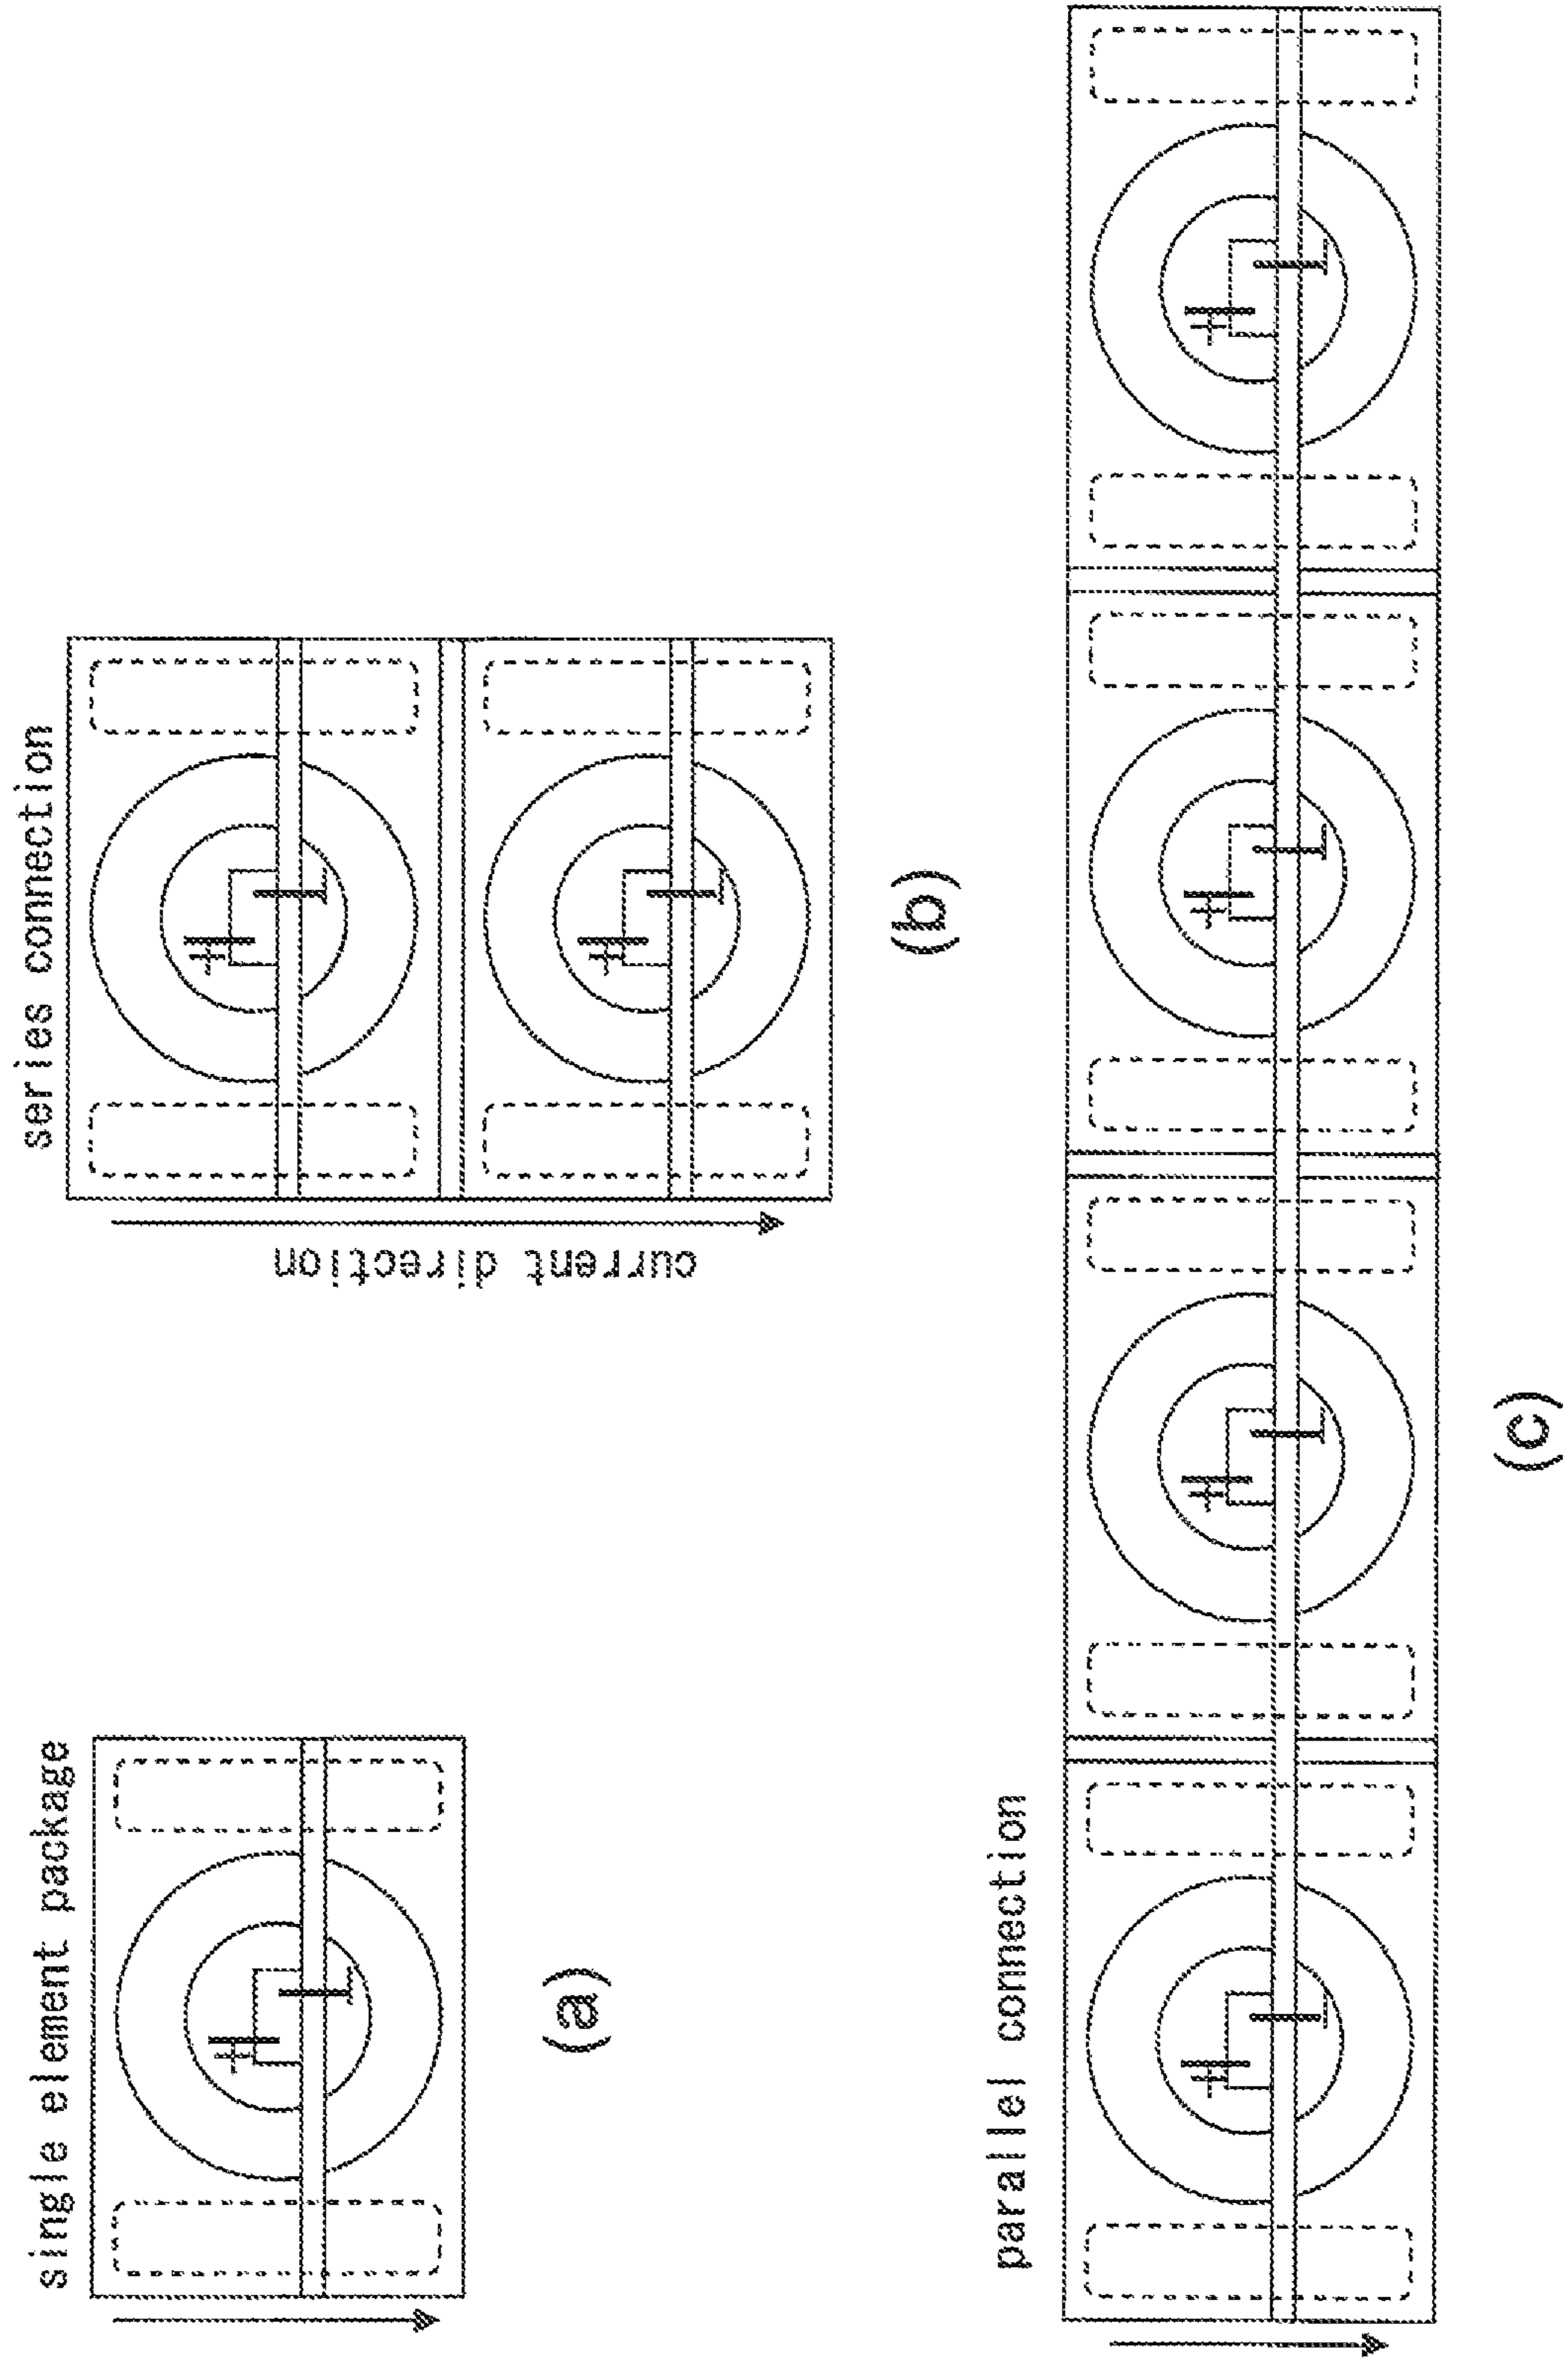 single element package
(a)
series connection
current direction
(b)
parallel connection
(c)